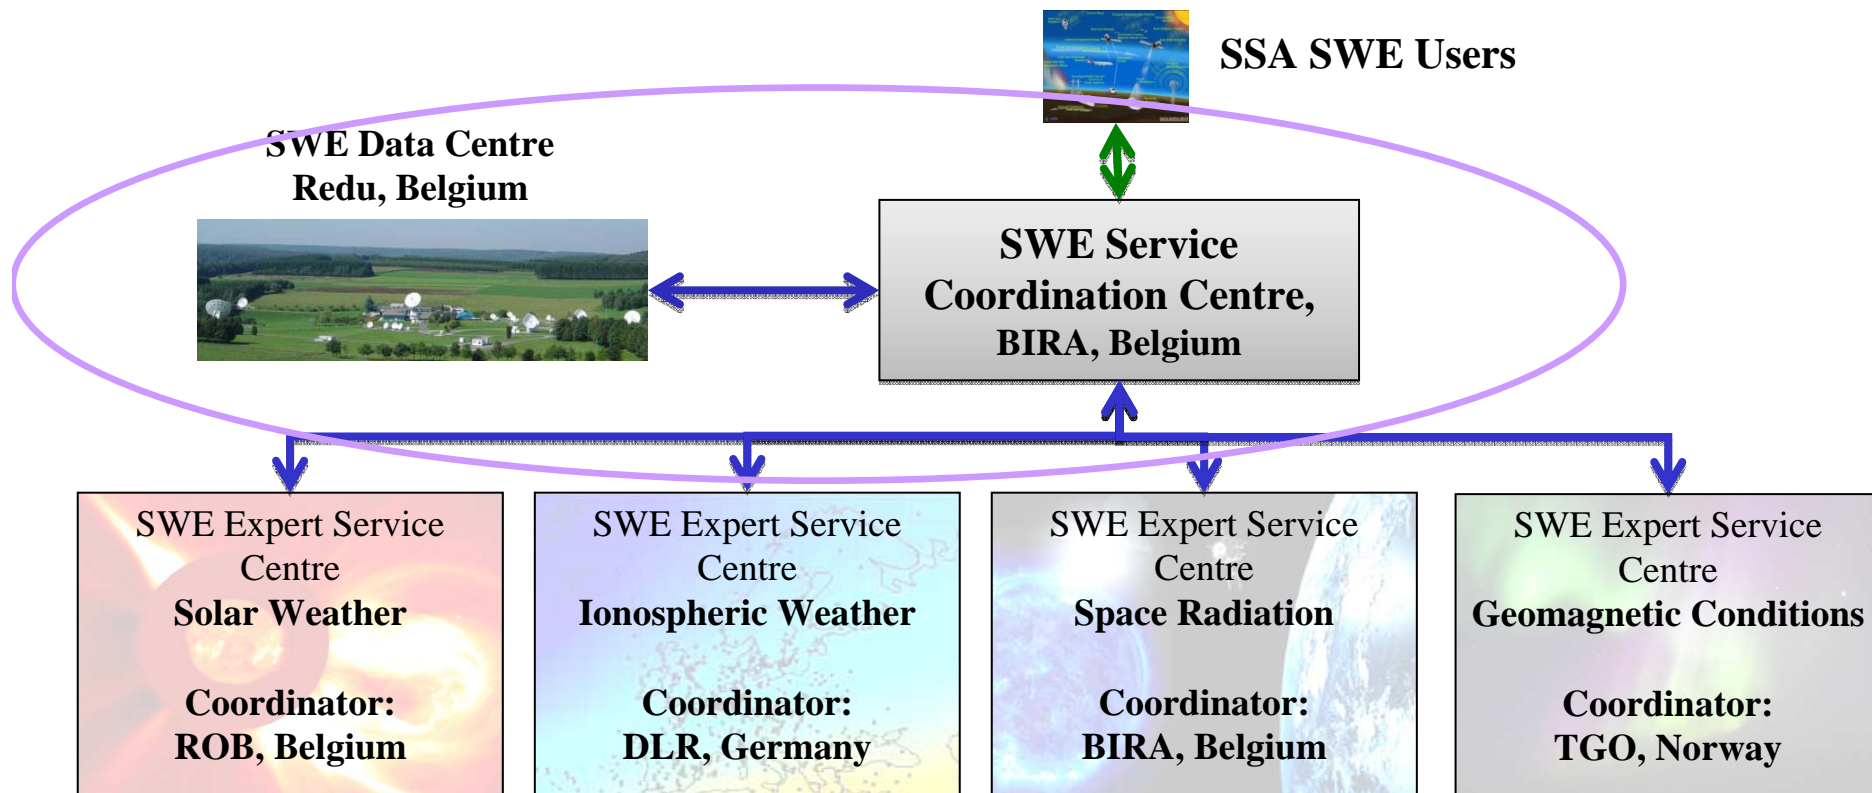 SSA SWE Users
SWE Data Centre
Redu, Belgium
SWE Service
Coordination Centre,
BIRA, Belgium
SWE Expert Service
Centre
Solar Weather
Coordinator:
ROB, Belgium
SWE Expert Service
Centre
Ionospheric Weather
Coordinator:
DLR, Germany
SWE Expert Service
Centre
Space Radiation
Coordinator:
BIRA, Belgium
SWE Expert Service
Centre
Geomagnetic Conditions
Coordinator:
TGO, Norway